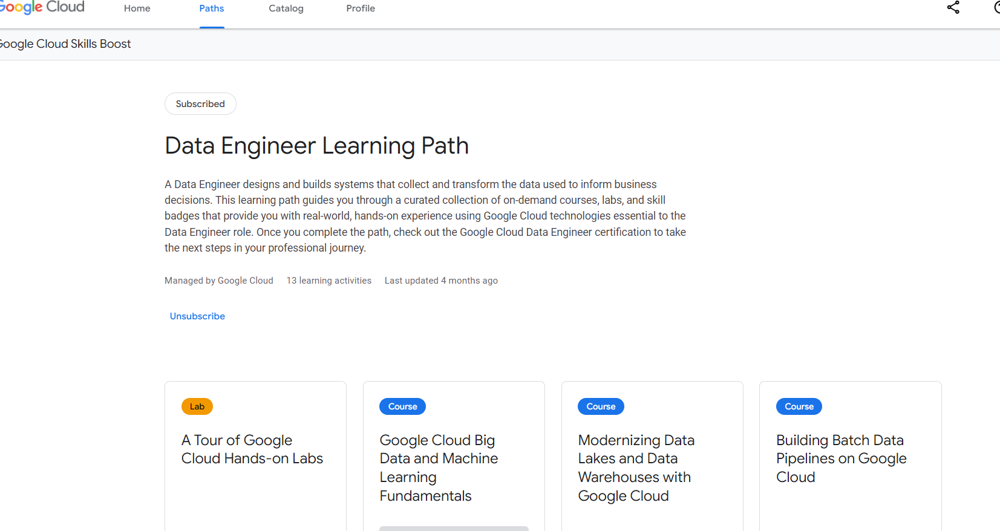 Google Cloud
Home
Paths
Catalog
Profile
Google Cloud Skills Boost
Subscribed
Data Engineer Learning Path
A Data Engineer designs and builds systems that collect and transform the data used to inform business
decisions. This learning path guides you through a curated collection of on-demand courses, labs, and skill
badges that provide you with real-world, hands-on experience using Google Cloud technologies essential to the
Data Engineer role. Once you complete the path, check out the Google Cloud Data Engineer certification to take
the next steps in your professional journey.
Managed by Google Cloud
13 learning activities
Last updated 4 months ago
Unsubscribe
Lab
A Tour of Google
Cloud Hands-on Labs
Course
Google Cloud Big
Data and Machine
Learning
Fundamentals
Course
Modernizing Data
Lakes and Data
Warehouses with
Google Cloud
Course
Building Batch Data
Pipelines on Google
Cloud